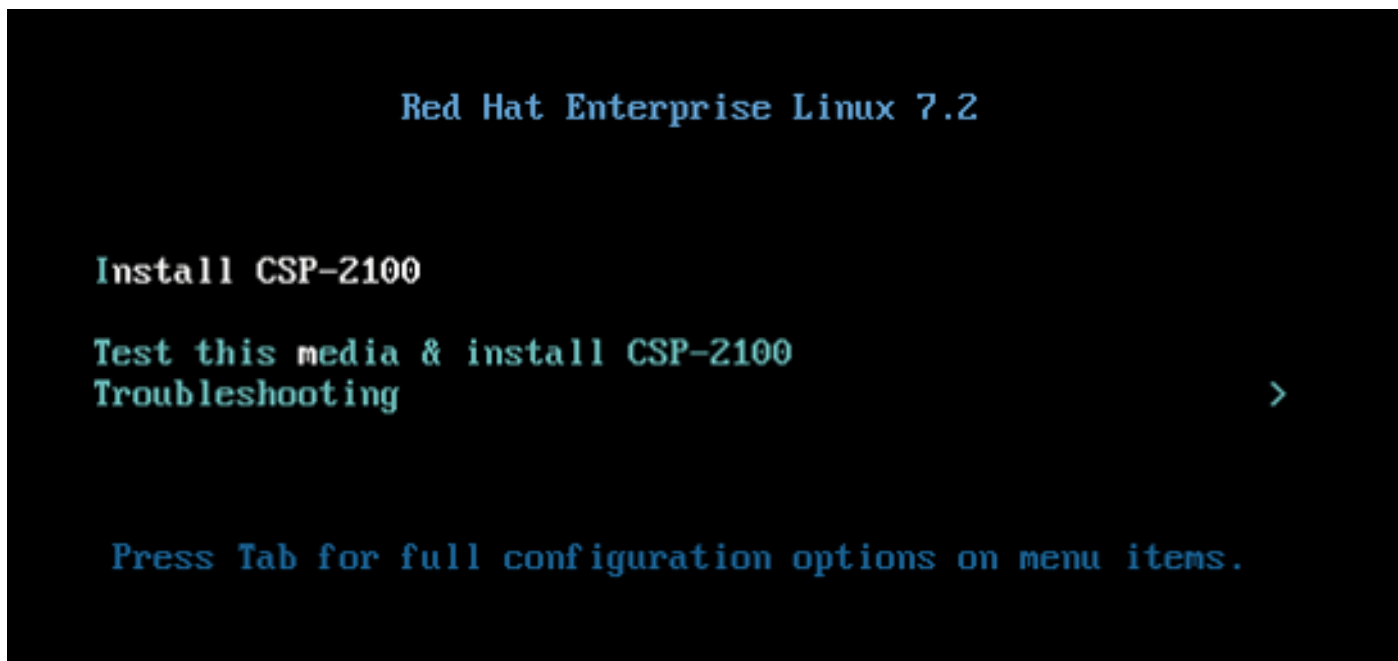 Red Hat Enterprise Linux 7.2
Install CSP-2100
Test this media & install CSP-2100
Troubleshooting >
Press Tab for full configuration options on menu items.